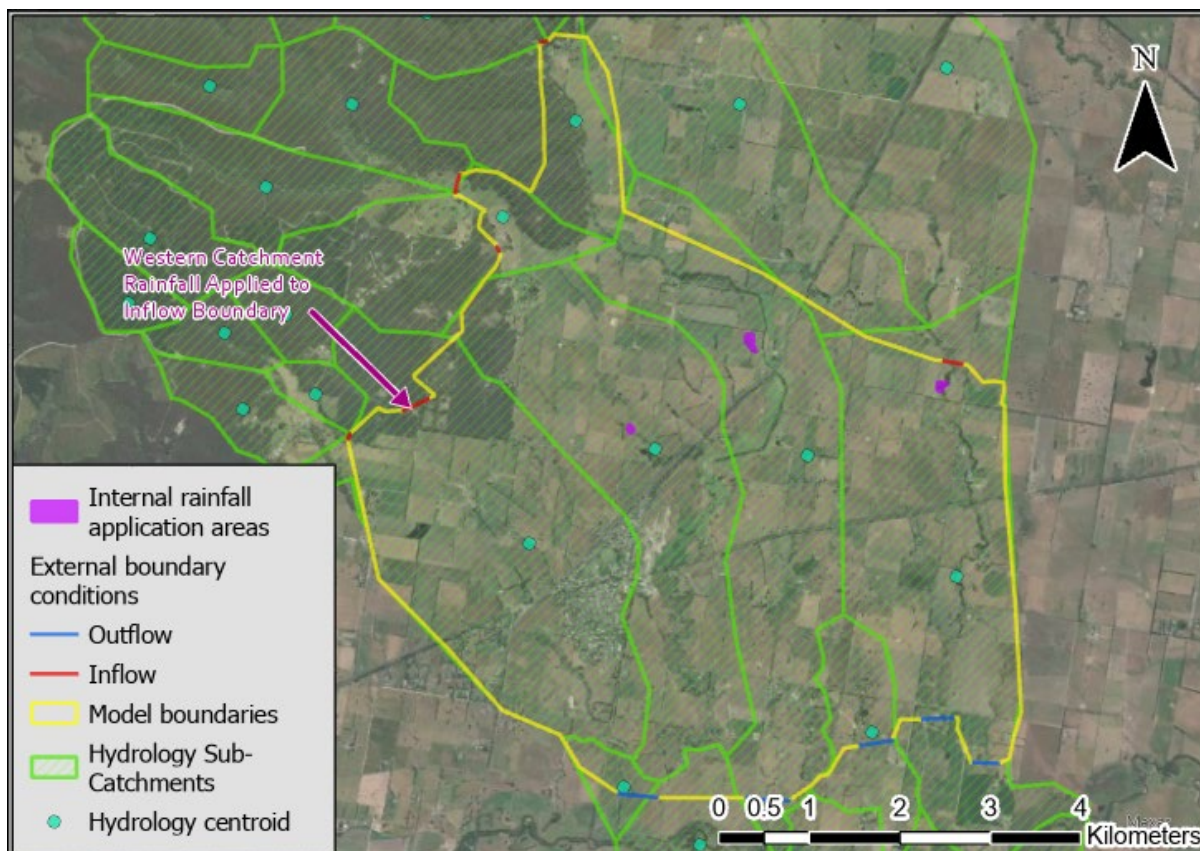 N
Western Catchment
Rainfall Applied to
Inflow Boundary
Internal rainfall
application areas
External boundary
conditions
Outflow
Inflow
Model boundaries
Hydrology Sub-
Catchments
Hydrology centroid
0 0.5 1 2 3 4
Kilometers